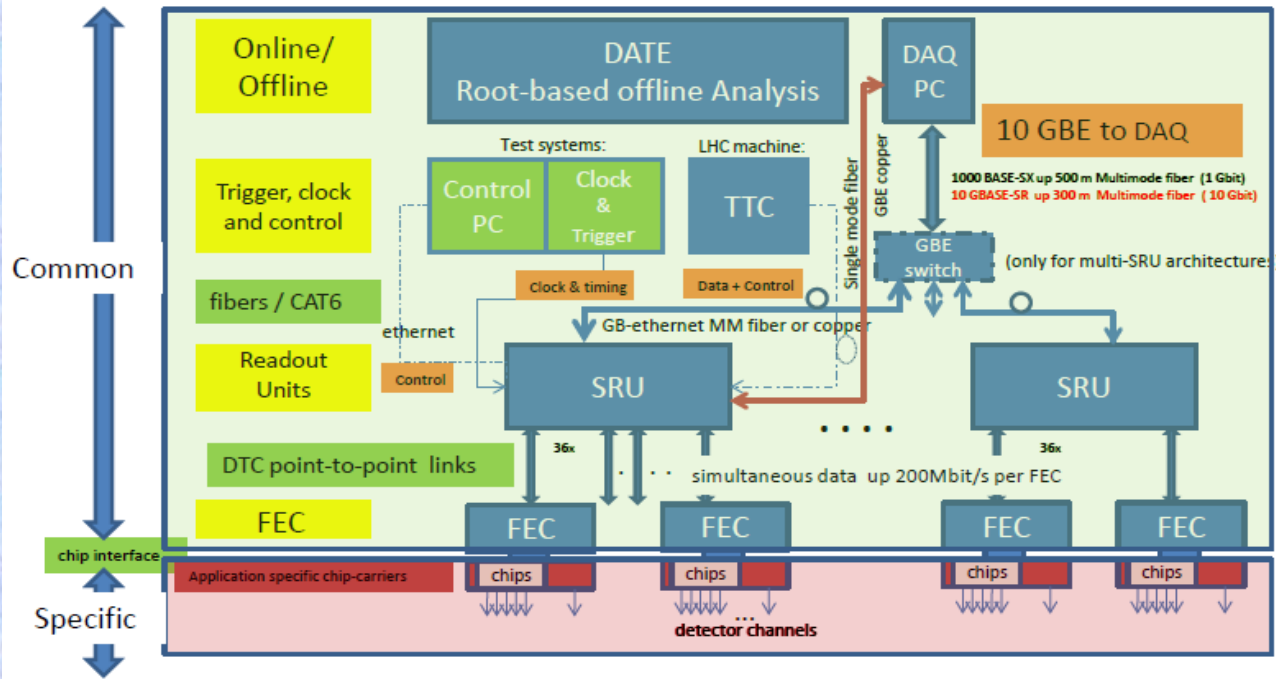 Online/
Offline
DATE
Root-based offline Analysis
DAQ
PC
10 GBE to DAQ
Test systems:
LHC machine:
Single mode fiber
GBE copper
1000 BASE-SX up 500 m Multimode fiber (1 Gbit)
10 GBASE-SR up 300 m Multimode fiber ( 10 Gbit)
Trigger, clock
and control
Control
PC
Clock
&
Trigger
TTC
GBE
switch
(only for multi-SRU architectures
Common
Clock & timing
Data + Control
fibers / CAT6
ethernet
GB-ethernet MM fiber or copper
Readout
Units
Control
SRU
SRU
. . . .
36x
36x
DTC point-to-point links
. . . .
simultaneous data up 200Mbit/s per FEC
FEC
FEC
FEC
FEC
FEC
chip interface
Application specific chip-carriers
chips
chips
chips
chips
Specific
...
detector channels